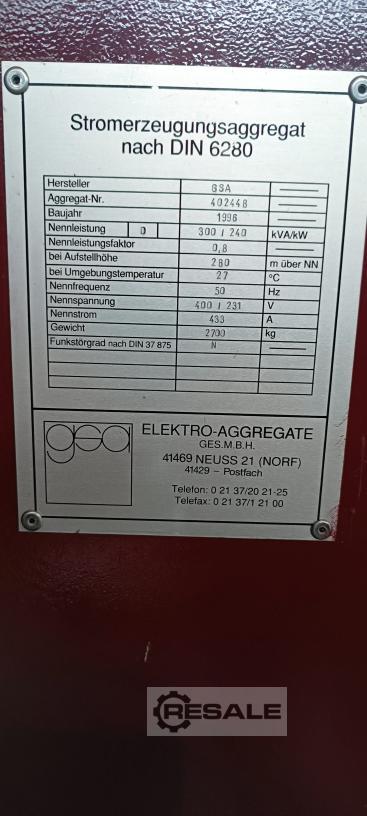 Stromerzeugungsaggregat
nach DIN 6280
Hersteller GSA
Aggregat-Nr. 402448
Baujahr 1996
Nennleistung D 300 / 240 kVA/kW
Nennleistungsfaktor 0,8
bei Aufstellhöhe 280 m über NN
bei Umgebungstemperatur 27 °C
Nennfrequenz 50 Hz
Nennspannung 400 / 231 V
Nennstrom 433 A
Gewicht 2700 kg
Funkstörgrad nach DIN 37 875 N
gsa
ELEKTRO-AGGREGATE
GES.M.B.H.
41469 NEUSS 21 (NORF)
41429 – Postfach
Telefon: 0 21 37/20 21-25
Telefax: 0 21 37/1 21 00
RESALE